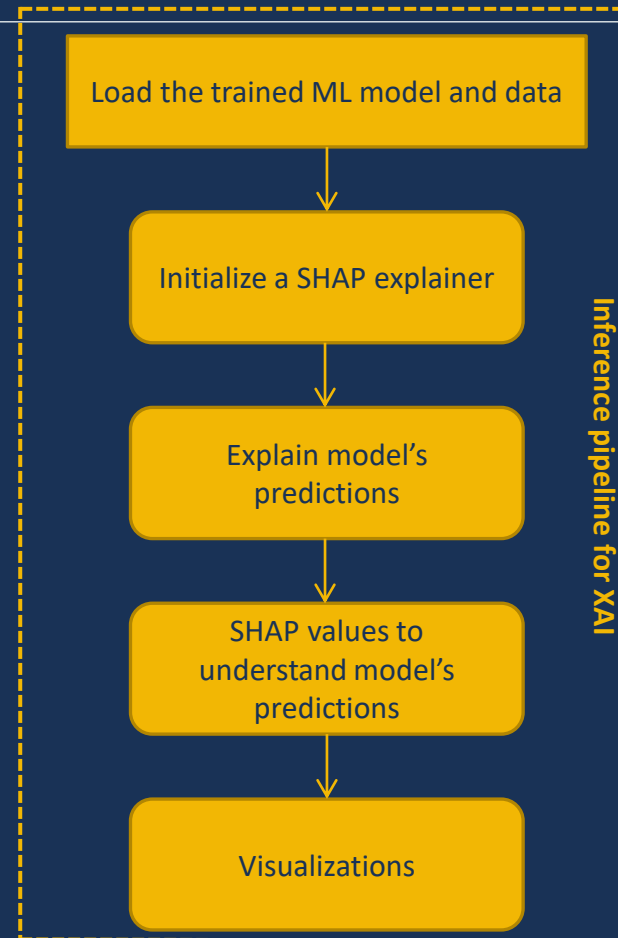 Load the trained ML model and data
Initialize a SHAP explainer
Explain model’s
predictions
SHAP values to
understand model’s
predictions
Visualizations
Inference pipeline for XAI